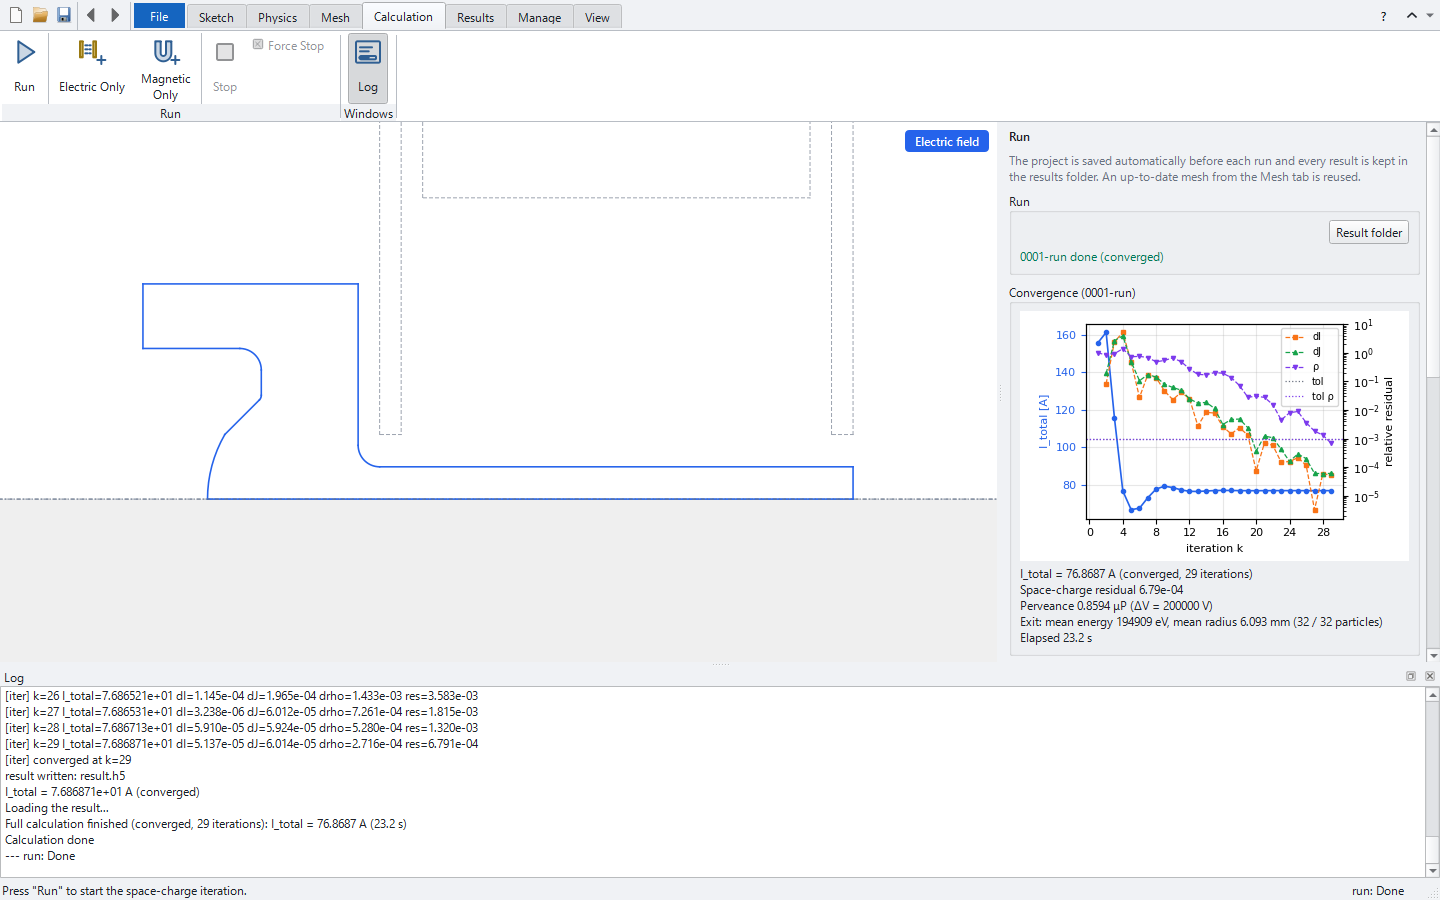 File
Sketch
Physics
Mesh
Calculation
Results
Manage
View
?
Run
Electric Only
Magnetic
Only
Stop
Force Stop
Log
Run
Windows
Electric field
Run
The project is saved automatically before each run and every result is kept in
the results folder. An up-to-date mesh from the Mesh tab is reused.
Run
Result folder
0001-run done (converged)
Convergence (0001-run)
I_total [A]
160
140
120
100
80
0 4 8 12 16 20 24 28
iteration k
10^1
10^0
10^-1
10^-2
10^-3
10^-4
10^-5
relative residual
dI
dJ
ρ
tol
tol ρ
I_total = 76.8687 A (converged, 29 iterations)
Space-charge residual 6.79e-04
Perveance 0.8594 µP (ΔV = 200000 V)
Exit: mean energy 194909 eV, mean radius 6.093 mm (32 / 32 particles)
Elapsed 23.2 s
Log
[iter] k=26 I_total=7.686521e+01 dI=1.145e-04 dJ=1.965e-04 drho=1.433e-03 res=3.583e-03
[iter] k=27 I_total=7.686531e+01 dI=3.238e-06 dJ=6.012e-05 drho=7.261e-04 res=1.815e-03
[iter] k=28 I_total=7.686713e+01 dI=5.910e-05 dJ=5.924e-05 drho=5.280e-04 res=1.320e-03
[iter] k=29 I_total=7.686871e+01 dI=5.137e-05 dJ=6.014e-05 drho=2.716e-04 res=6.791e-04
[iter] converged at k=29
result written: result.h5
I_total = 7.686871e+01 A (converged)
Loading the result...
Full calculation finished (converged, 29 iterations): I_total = 76.8687 A (23.2 s)
Calculation done
--- run: Done
Press "Run" to start the space-charge iteration.
run: Done